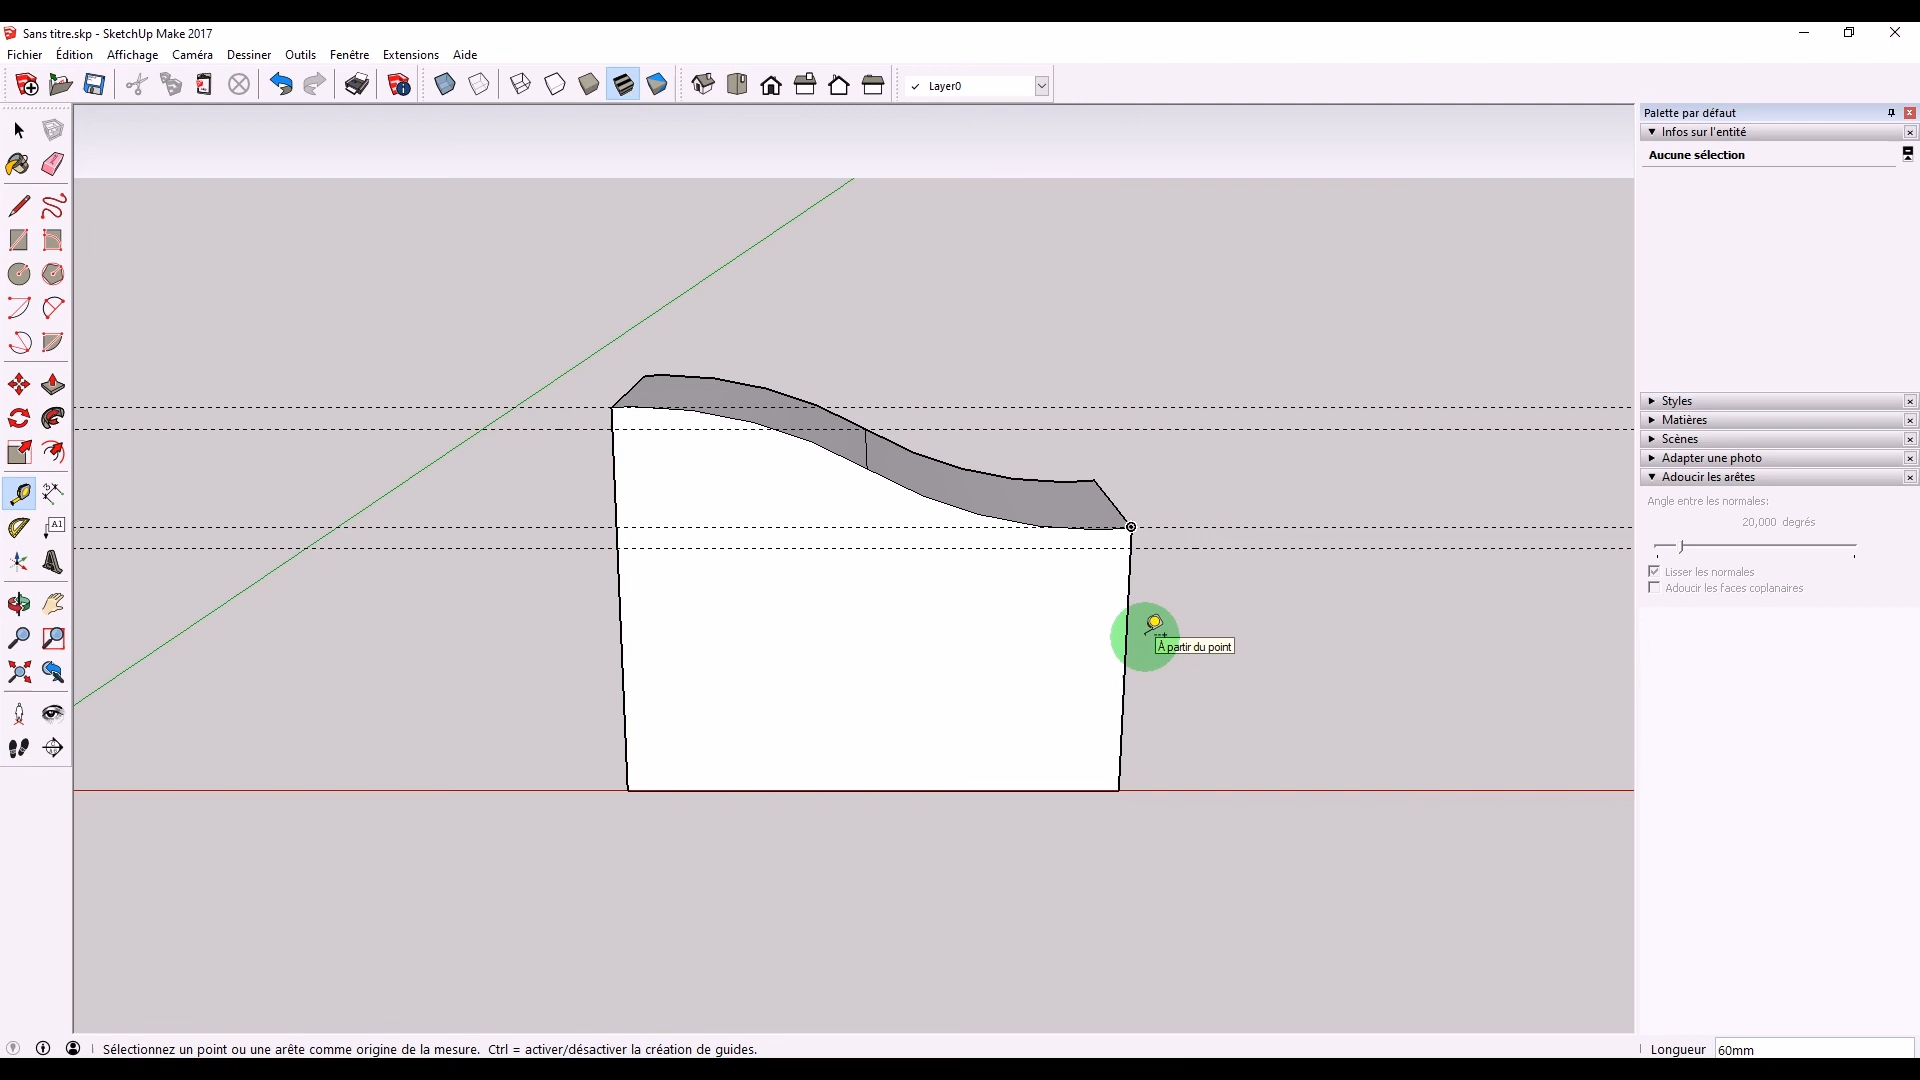 Sans titre.skp - SketchUp Make 2017
Fichier Édition Affichage Caméra Dessiner Outils Fenêtre Extensions Aide
Layer0
Palette par défaut
Infos sur l'entité
Aucune sélection
Styles
Matières
Scènes
Adapter une photo
Adoucir les arêtes
Angle entre les normales:
20,000 degrés
Lisser les normales
Adoucir les faces coplanaires
A1
À partir du point
Sélectionnez un point ou une arête comme origine de la mesure. Ctrl = activer/désactiver la création de guides.
Longueur 60mm